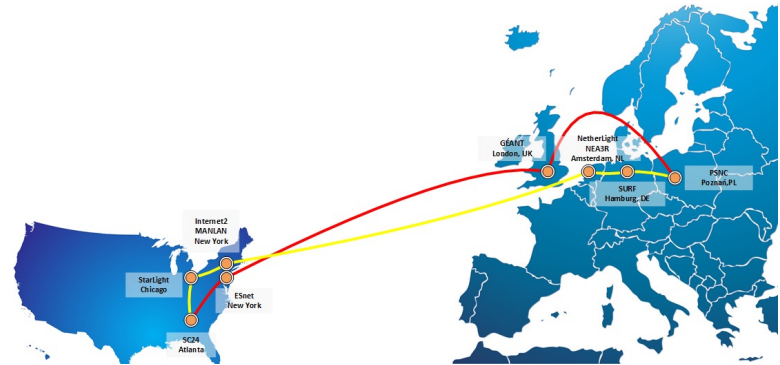 GÉANT
London, UK
NetherLight
NEA3R
Amsterdam, NL
PSNC
Poznań,PL
SURF
Hamburg, DE
Internet2
MANLAN
New York
StarLight
Chicago
ESnet
New York
SC24
Atlanta